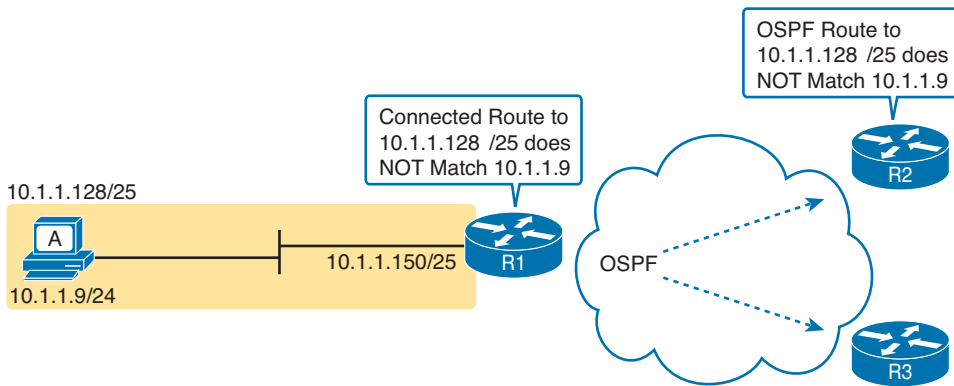 OSPF Route to
10.1.1.128 /25 does
NOT Match 10.1.1.9
Connected Route to
10.1.1.128 /25 does
NOT Match 10.1.1.9
R2
10.1.1.128/25
A
10.1.1.150/25
R1
OSPF
10.1.1.9/24
R3